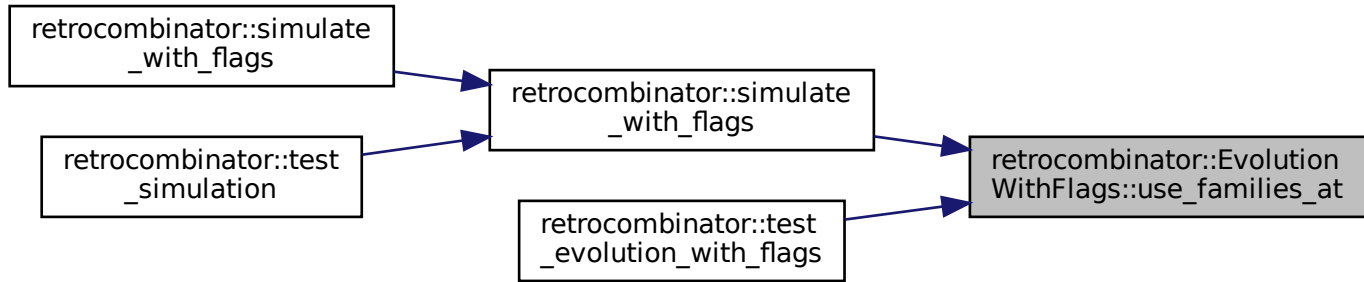 retrocombinator::simulate
_with_flags
retrocombinator::test
_simulation
retrocombinator::simulate
_with_flags
retrocombinator::test
_evolution_with_flags
retrocombinator::Evolution
WithFlags::use_families_at